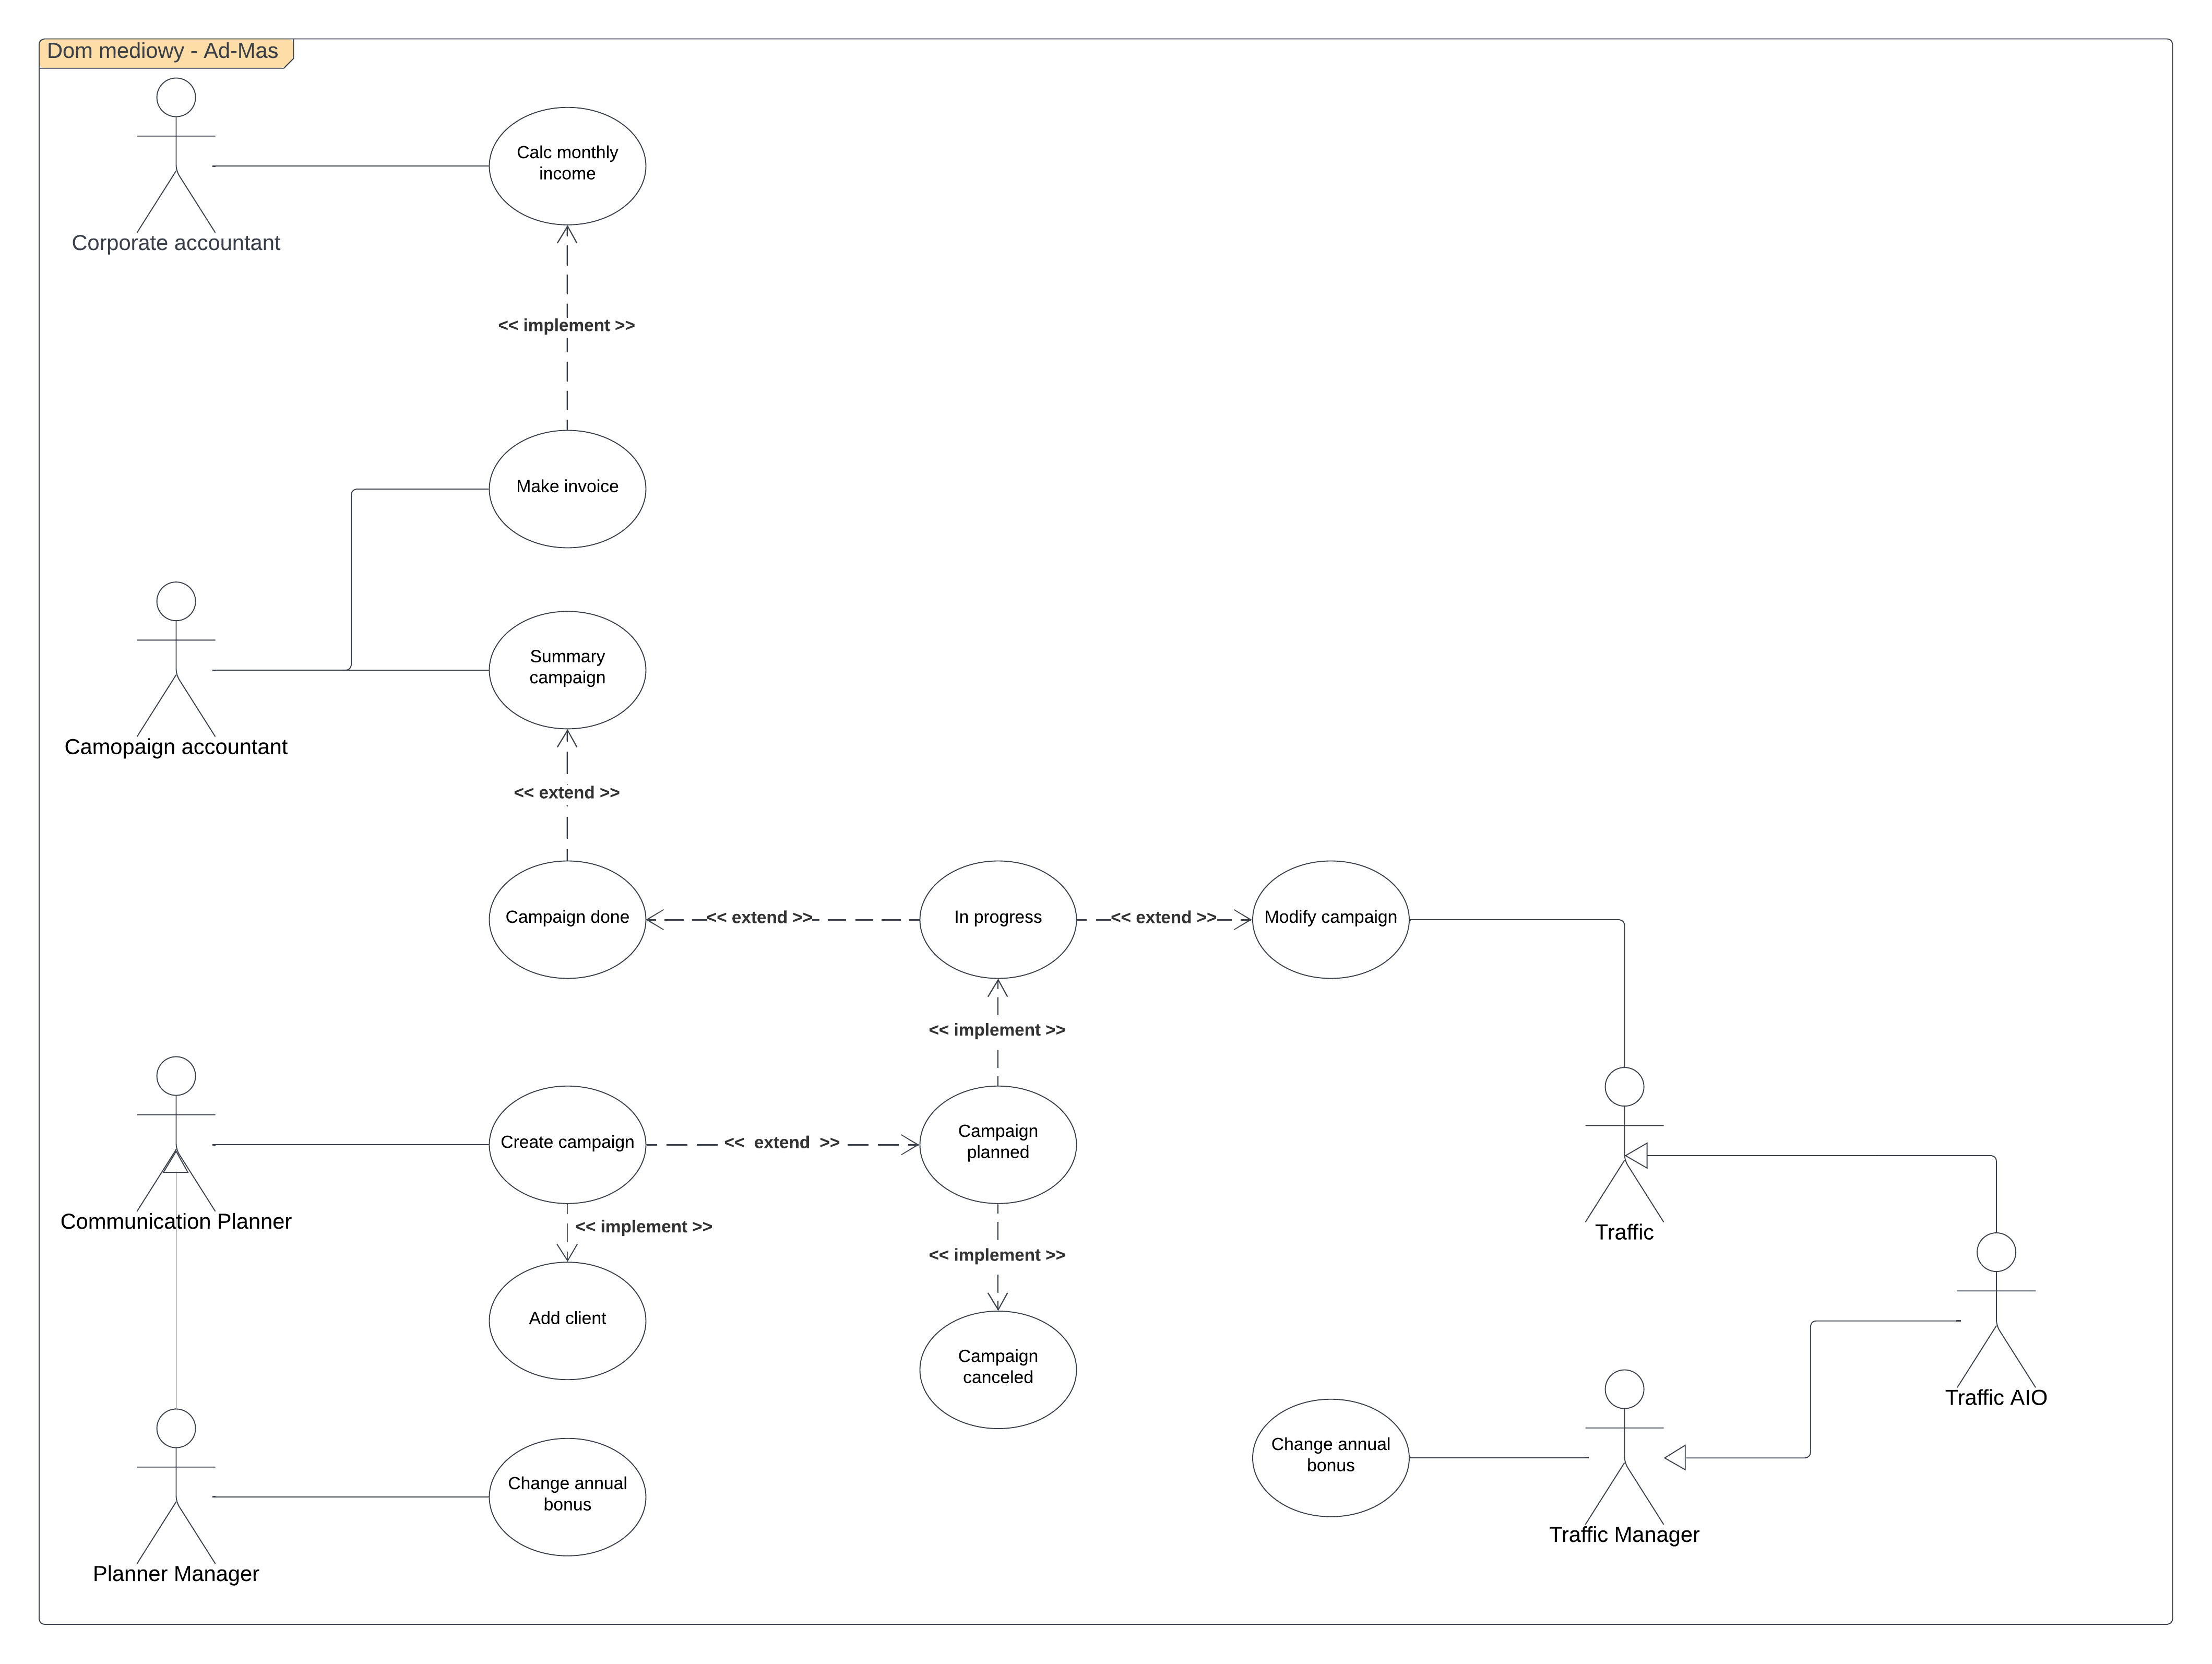 Dom mediowy - Ad-Mas
Calc monthly
income
Corporate accountant
<< implement >>
Make invoice
Summary
campaign
Camopaign accountant
<< extend >>
Campaign done
<< extend >>
In progress
<< extend >>
Modify campaign
<< implement >>
Create campaign
<< extend >>
Campaign
planned
Communication Planner
<< implement >>
Traffic
<< implement >>
Add client
Campaign
canceled
Traffic AIO
Change annual
bonus
Change annual
bonus
Traffic Manager
Planner Manager